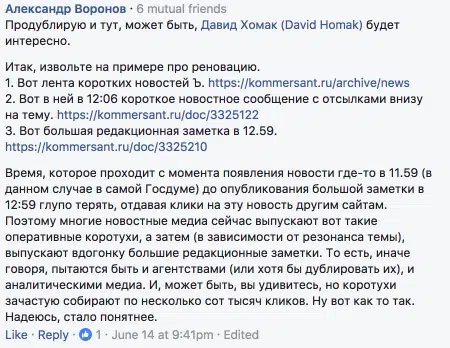 Александр Воронов · 6 mutual friends
Продублирую и тут, может быть, Давид Хомак (David Homak) будет
интересно.
Итак, извольте на примере про реновацию.
1. Вот лента коротких новостей Ъ. https://kommersant.ru/archive/news
2. Вот в ней в 12:06 короткое новостное сообщение с отсылками внизу
на тему. https://kommersant.ru/doc/3325122
3. Вот большая редакционная заметка в 12.59.
https://kommersant.ru/doc/3325210
Время, которое проходит с момента появления новости где-то в 11.59 (в
данном случае в самой Госдуме) до опубликования большой заметки в
12:59 глупо терять, отдавая клики на эту новость другим сайтам.
Поэтому многие новостные медиа сейчас выпускают вот такие
оперативные коротухи, а затем (в зависимости от резонанса темы),
выпускают вдогонку большие редакционные заметки. То есть, иначе
говоря, пытаются быть и агентствами (или хотя бы дублировать их), и
аналитическими медиа. И, может быть, вы удивитесь, но коротухи
зачастую собирают по несколько сот тысяч кликов. Ну вот как то так.
Надеюсь, стало понятнее.
Like · Reply · 1 · June 14 at 9:41pm · Edited